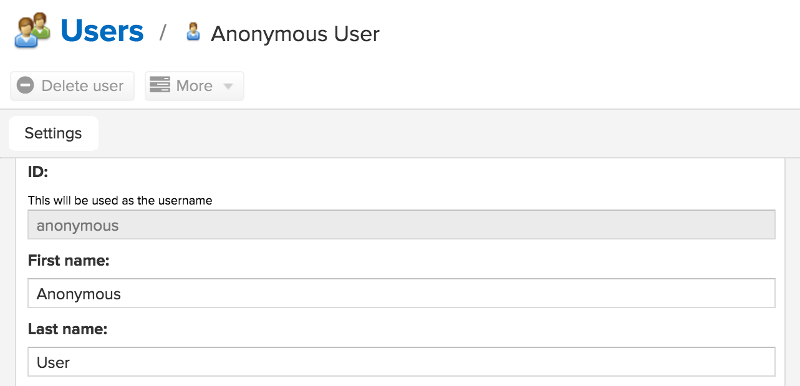 Users / Anonymous User
Delete user More
Settings
ID:
This will be used as the username
anonymous
First name:
Anonymous
Last name:
User